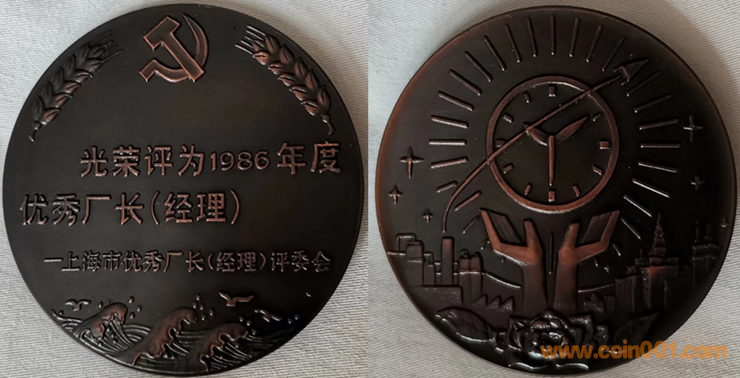 光荣评为1986年度
优秀厂长(经理)
一上海市优秀厂长(经理)评委会
www.coin001.com